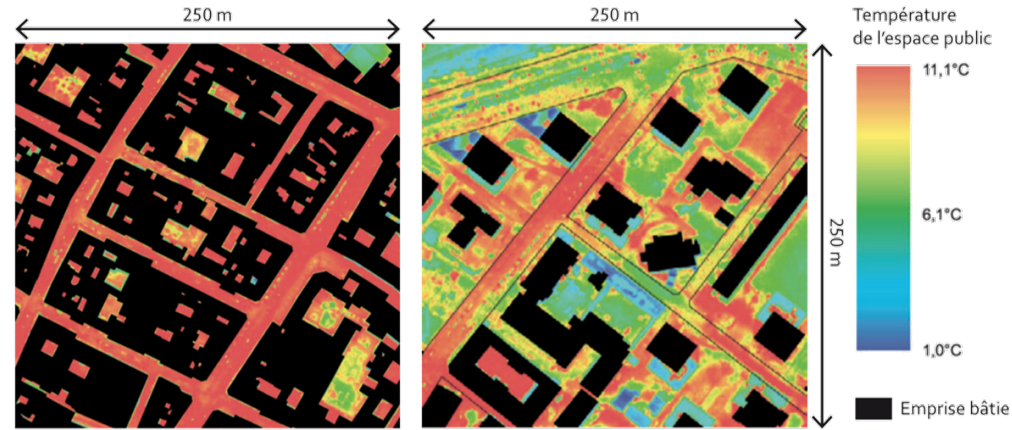 250 m
250 m
Température
de l'espace public
11,1°C
6,1°C
1,0°C
250 m
Emprise bâtie